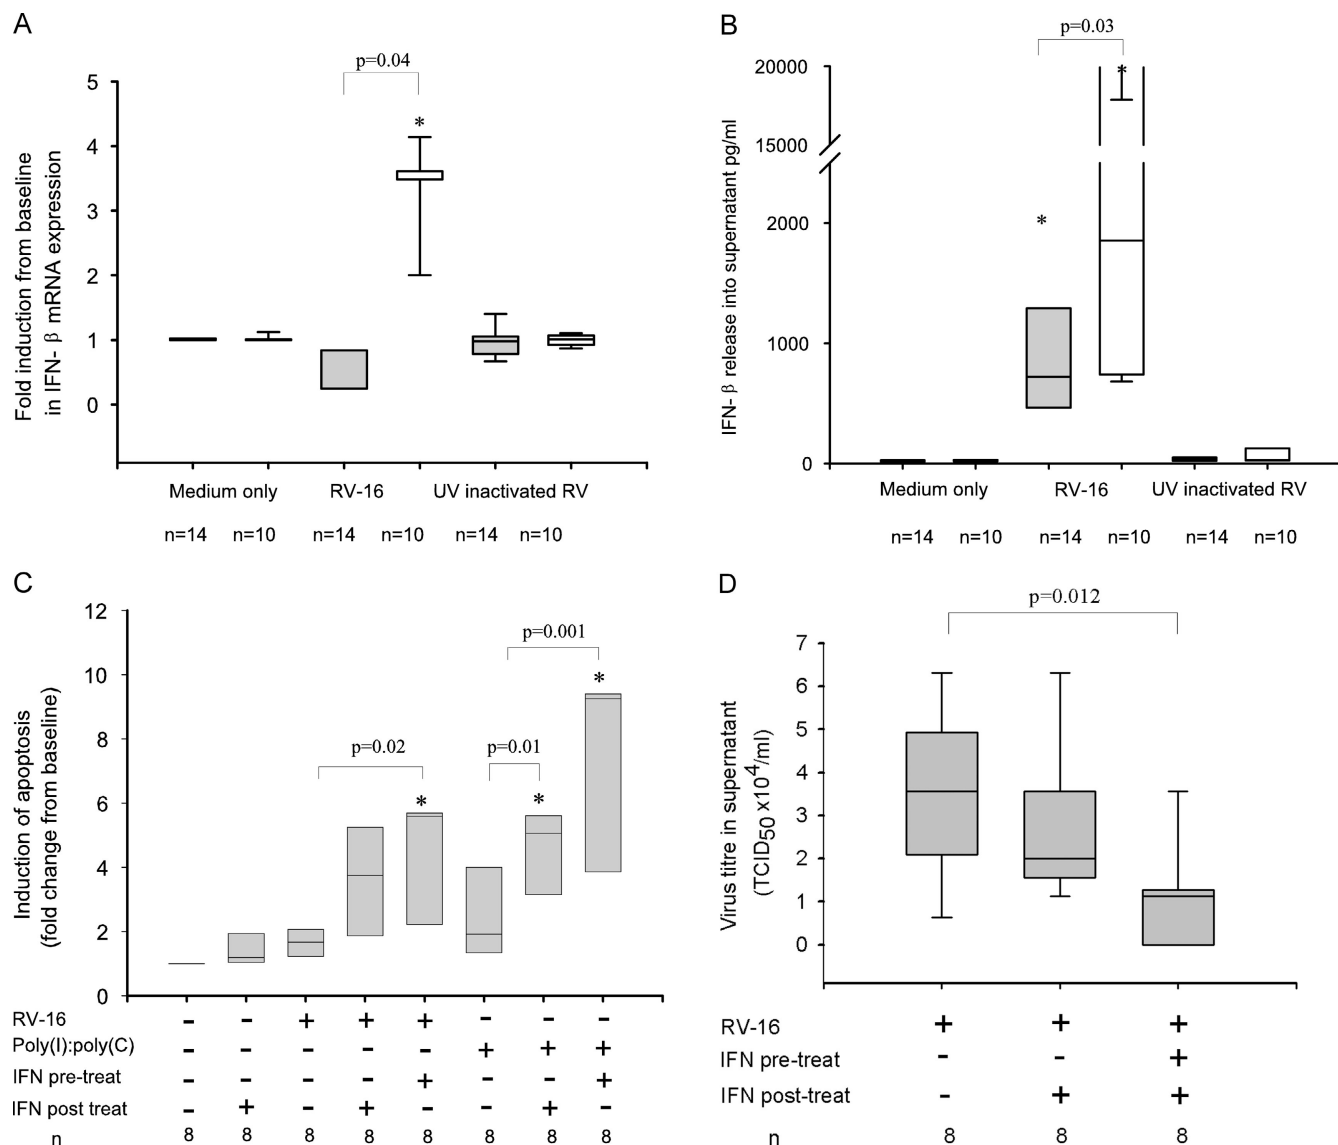 A
p=0.04
*
5
4
3
2
1
0
Fold induction from baseline
in IFN- β mRNA expression
Medium only RV-16 UV inactivated RV
n=14 n=10 n=14 n=10 n=14 n=10
B
p=0.03
*
*
20000
15000
2000
1000
0
IFN- β release into supernatant pg/ml
Medium only RV-16 UV inactivated RV
n=14 n=10 n=14 n=10 n=14 n=10
C
12
10
8
6
4
2
0
Induction of apoptosis
(fold change from baseline)
p=0.02
*
p=0.01
*
p=0.001
*
RV-16 - - + + + - - -
Poly(I):poly(C) - - - - - + + +
IFN pre-treat - - - - + - - +
IFN post treat - + - + - - + -
n 8 8 8 8 8 8 8 8
D
p=0.012
7
6
5
4
3
2
1
0
Virus titre in supernatant
(TCID50 x10^4/ml)
RV-16 + + +
IFN pre-treat - - +
IFN post-treat - + +
n 8 8 8